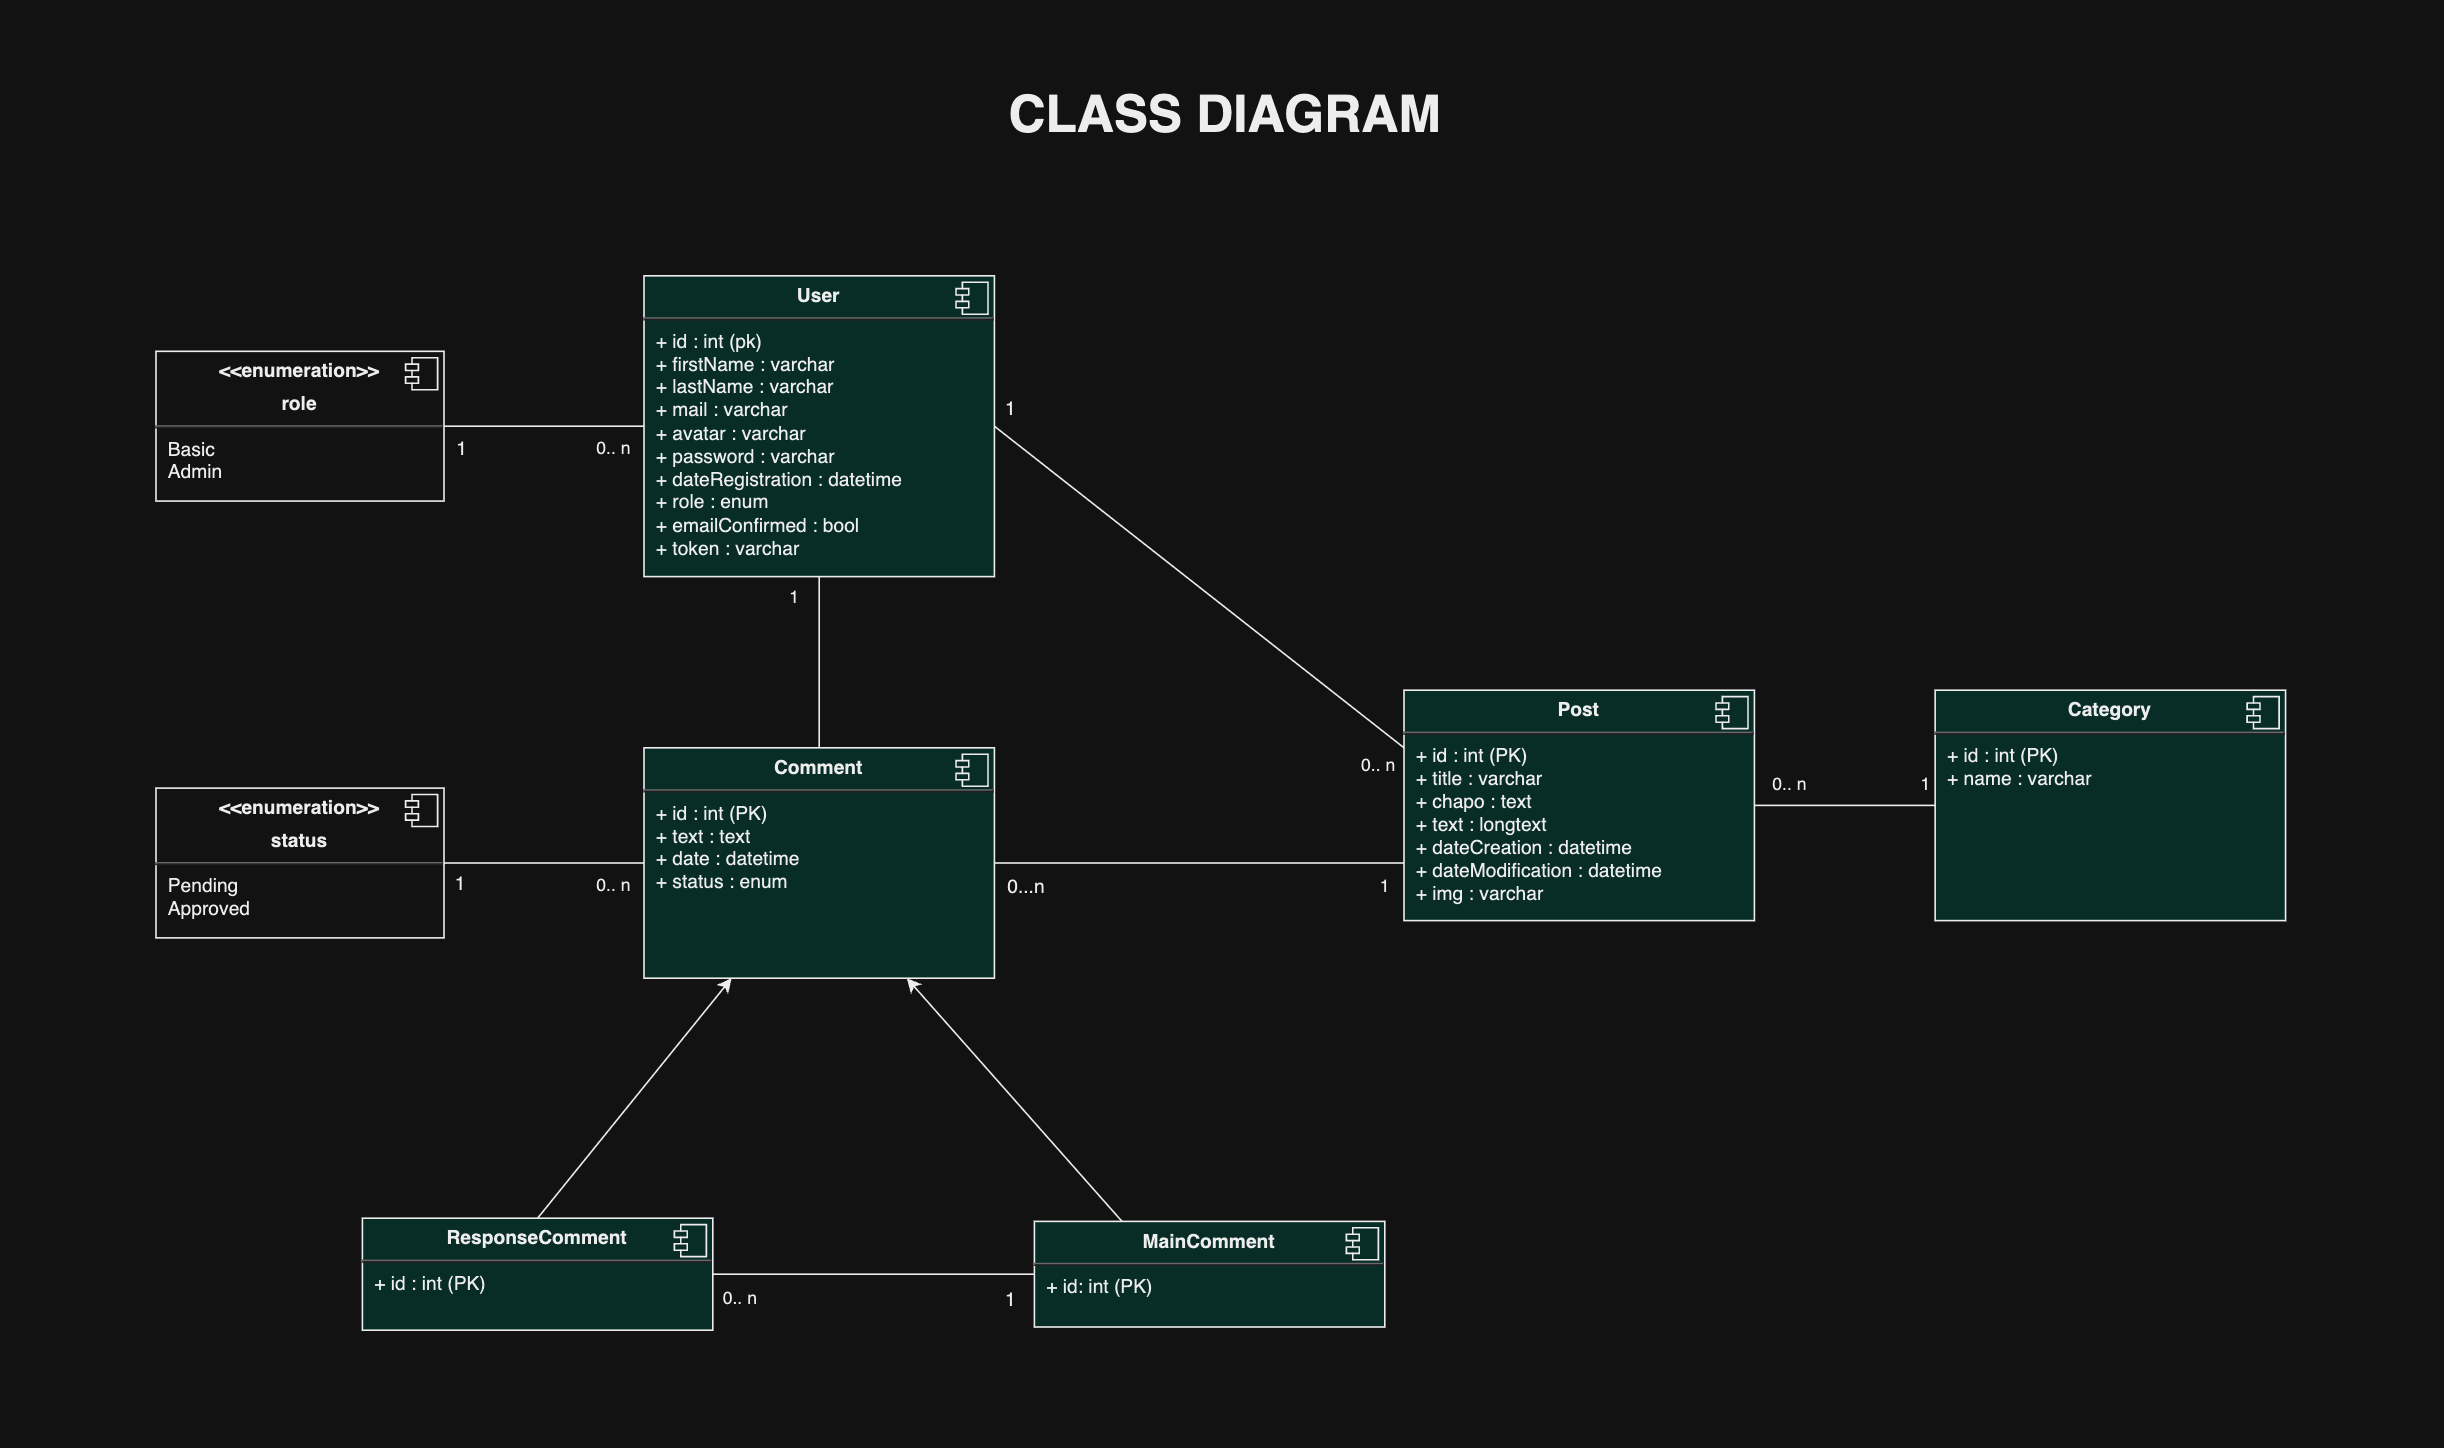 CLASS DIAGRAM
User
+ id : int (pk)
+ firstName : varchar
+ lastName : varchar
+ mail : varchar
+ avatar : varchar
+ password : varchar
+ dateRegistration : datetime
+ role : enum
+ emailConfirmed : bool
+ token : varchar
<<enumeration>>
role
Basic
Admin
1
0.. n
1
1
0.. n
Comment
+ id : int (PK)
+ text : text
+ date : datetime
+ status : enum
<<enumeration>>
status
Pending
Approved
1
0.. n
0...n
1
Post
+ id : int (PK)
+ title : varchar
+ chapo : text
+ text : longtext
+ dateCreation : datetime
+ dateModification : datetime
+ img : varchar
0.. n
1
Category
+ id : int (PK)
+ name : varchar
ResponseComment
+ id : int (PK)
0.. n
1
MainComment
+ id: int (PK)